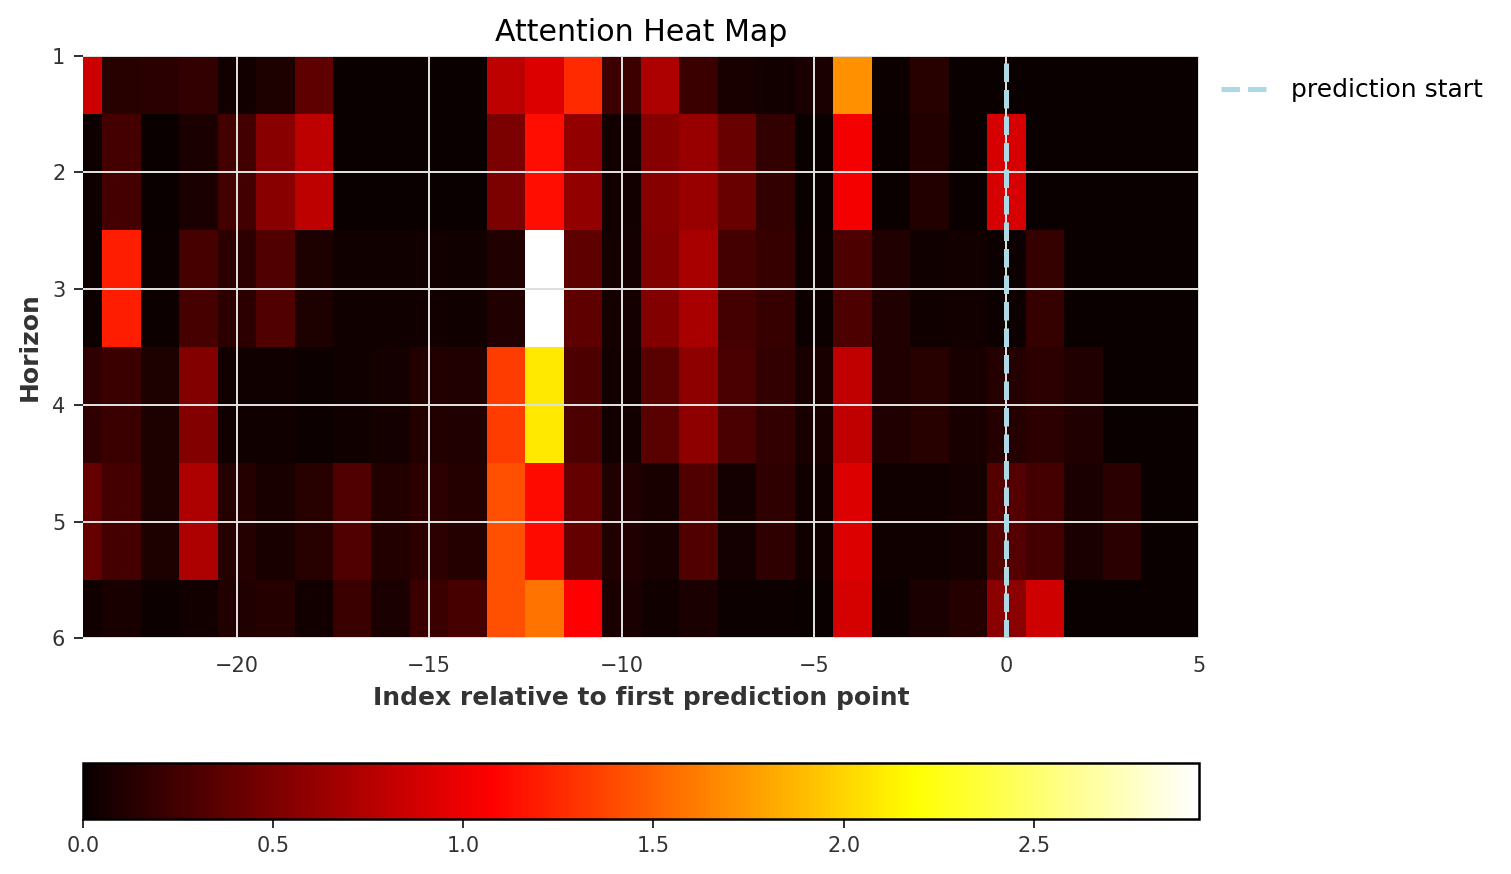 Attention Heat Map
prediction start
Horizon
1
2
3
4
5
6
−20 −15 −10 −5 0 5
Index relative to first prediction point
0.0 0.5 1.0 1.5 2.0 2.5